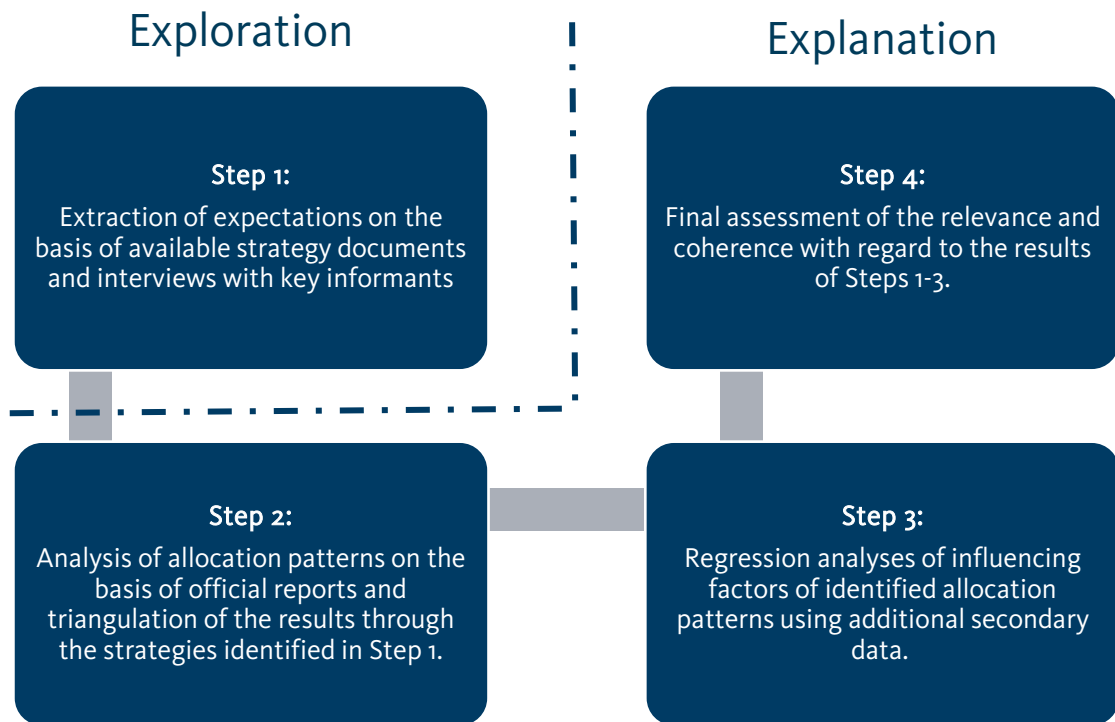 Exploration
Explanation
Step 1:
Extraction of expectations on the
basis of available strategy documents
and interviews with key informants
Step 4:
Final assessment of the relevance and
coherence with regard to the results
of Steps 1-3.
Step 2:
Analysis of allocation patterns on the
basis of official reports and
triangulation of the results through
the strategies identified in Step 1.
Step 3:
Regression analyses of influencing
factors of identified allocation
patterns using additional secondary
data.